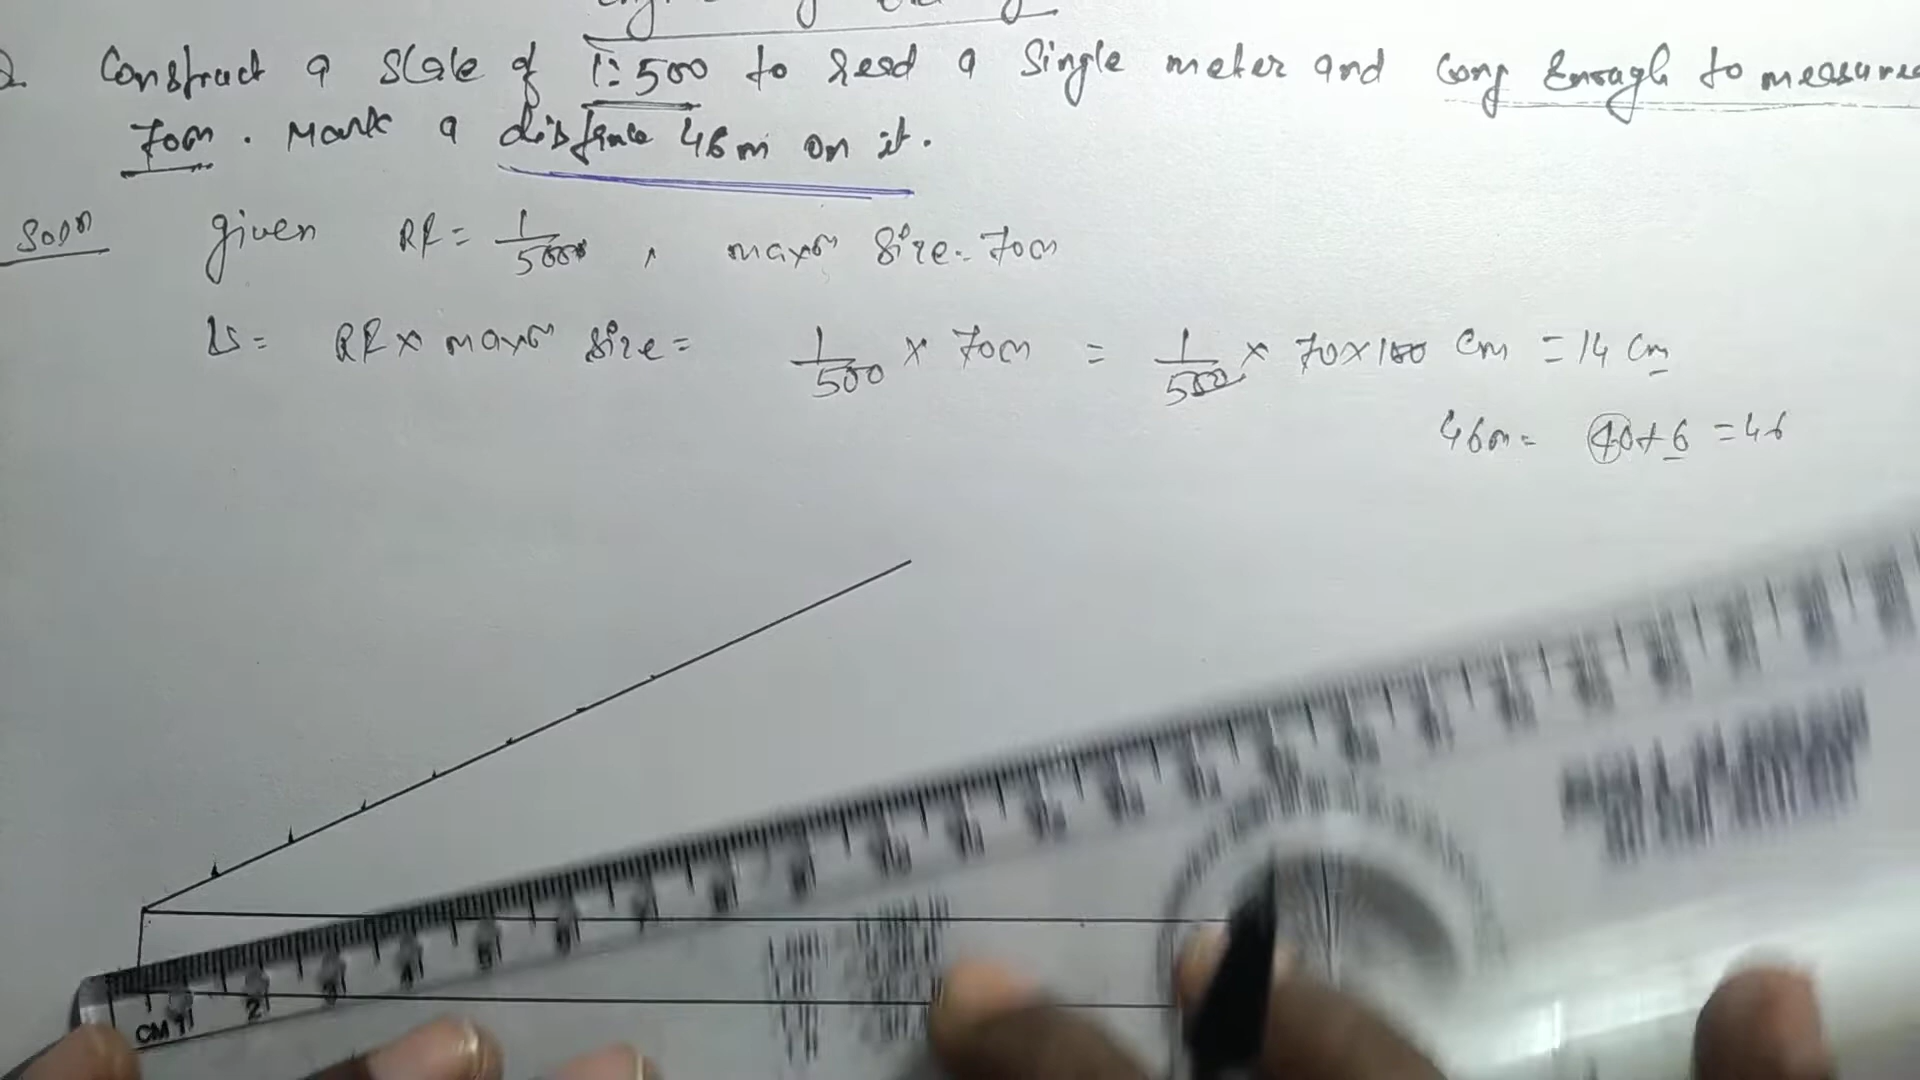 Construct a scale of 1:500 to read a single meter and long Enough to measure
70m. Mark a distance 46m on it.
Soln given RF = 1/500, maxm size = 70m
LS = RF × maxm size = 1/500 × 70m = 1/500 × 70×100 cm = 14 cm
46m = 40+6 = 46
CM 1 2 3 4 5 6